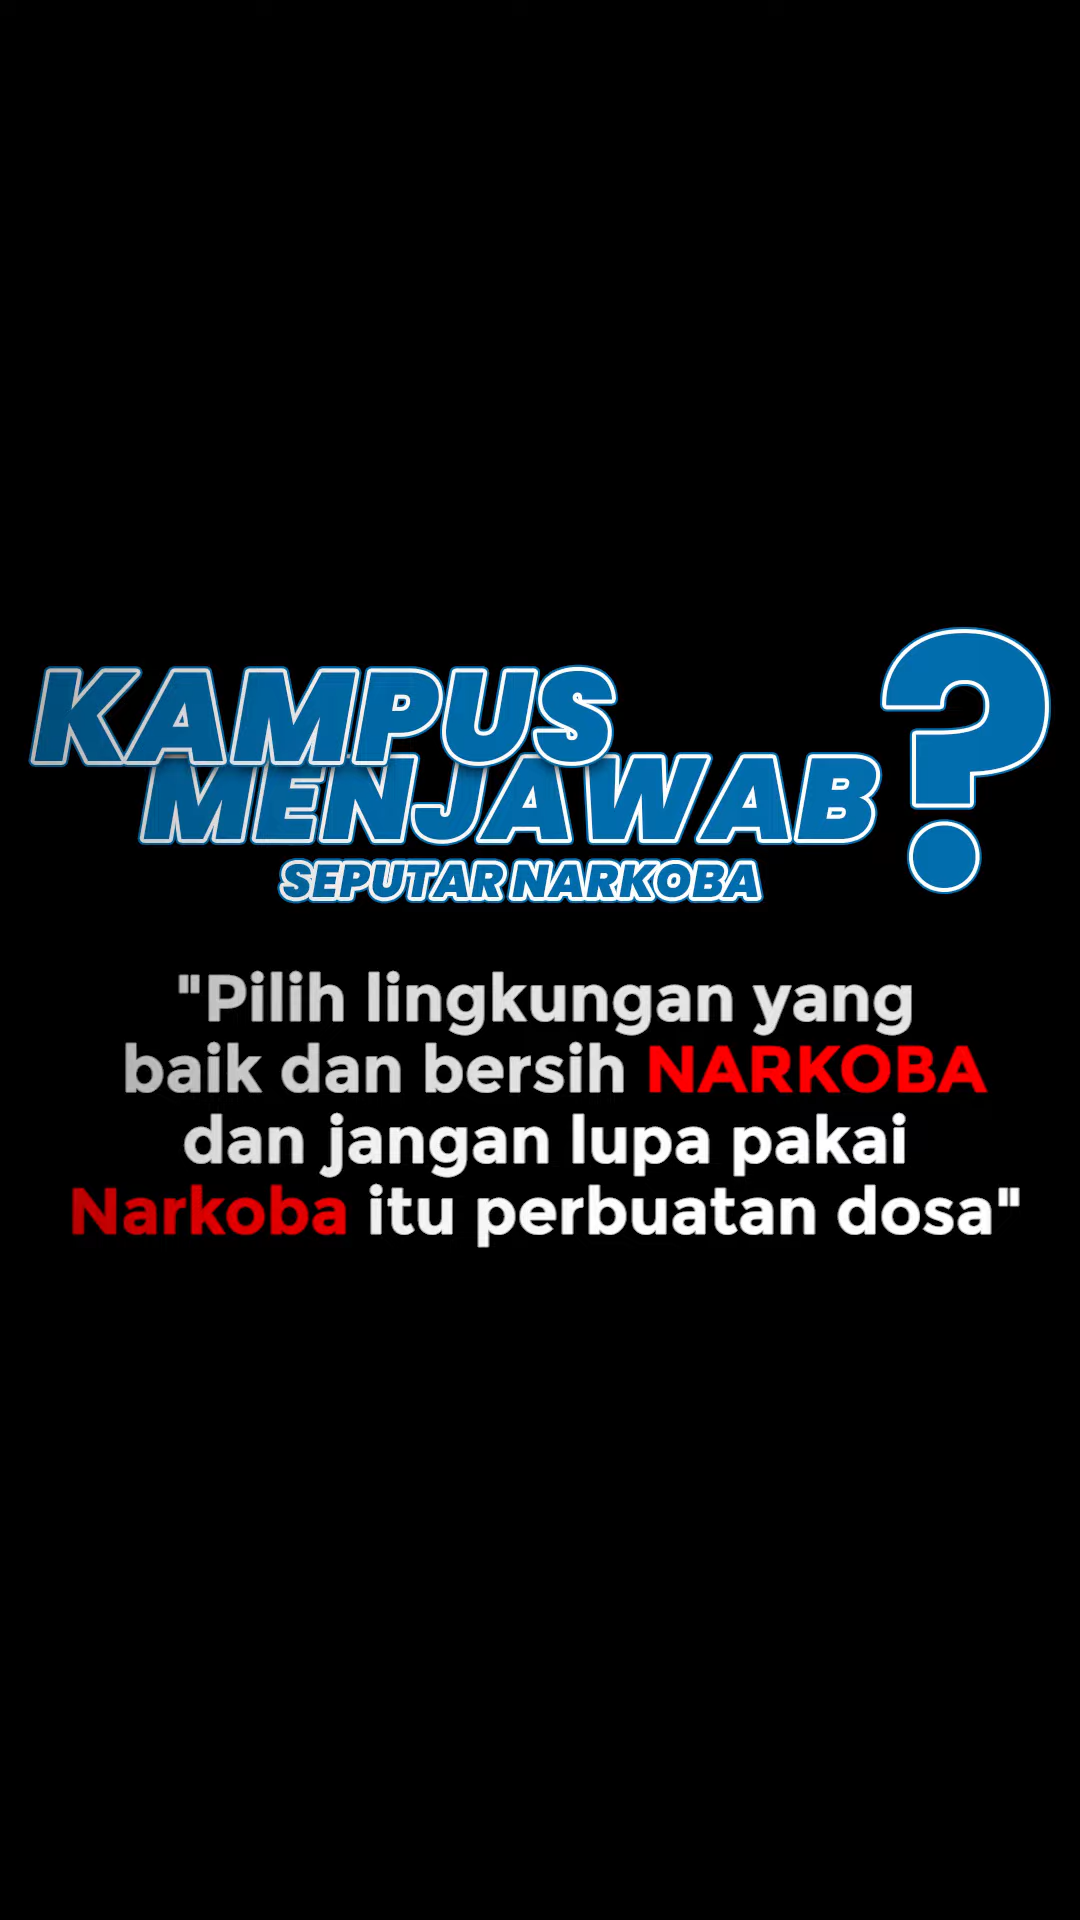 KAMPUS
MENJAWAB ?
SEPUTAR NARKOBA
"Pilih lingkungan yang
baik dan bersih NARKOBA
dan jangan lupa pakai
Narkoba itu perbuatan dosa"